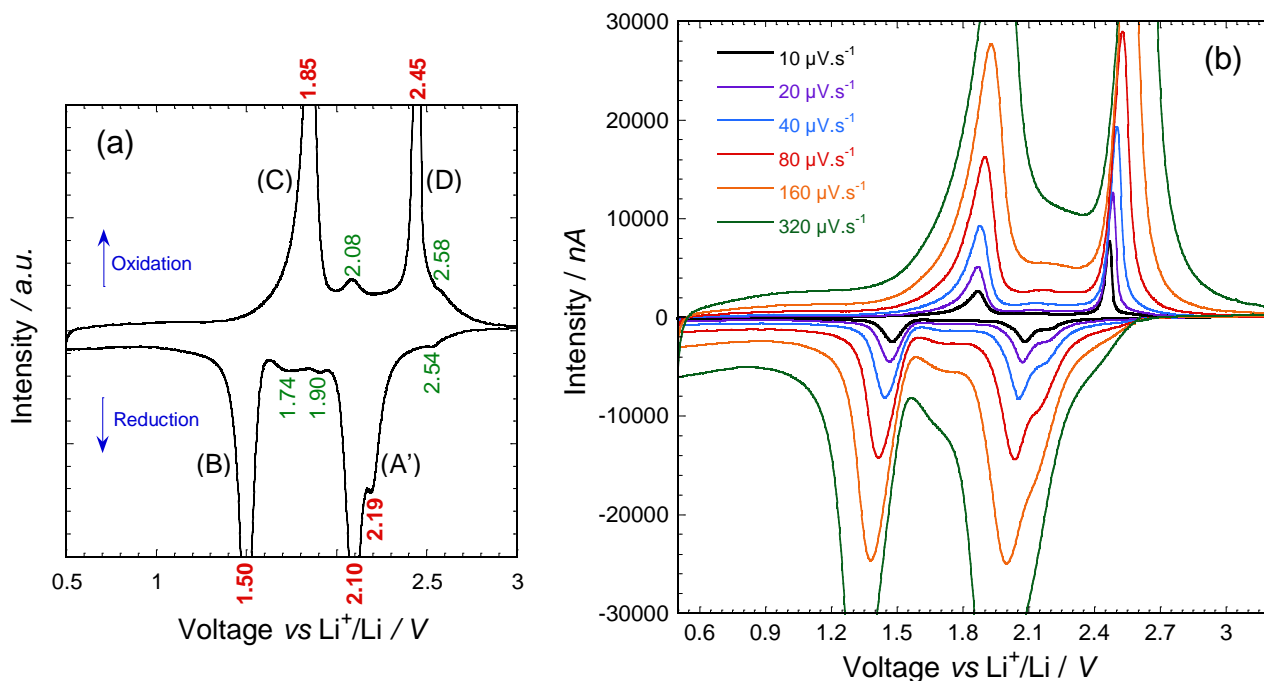 (a)
1.85
2.45
(C)
(D)
2.08
2.58
Oxidation
Reduction
1.74
1.90
2.54
(B)
(A')
2.19
1.50
2.10
0.5
1
1.5
2
2.5
3
Intensity / a.u.
Voltage vs Li⁺/Li / V
(b)
10 µV.s⁻¹
20 µV.s⁻¹
40 µV.s⁻¹
80 µV.s⁻¹
160 µV.s⁻¹
320 µV.s⁻¹
30000
20000
10000
0
-10000
-20000
-30000
Intensity / nA
0.6
0.9
1.2
1.5
1.8
2.1
2.4
2.7
3
Voltage vs Li⁺/Li / V